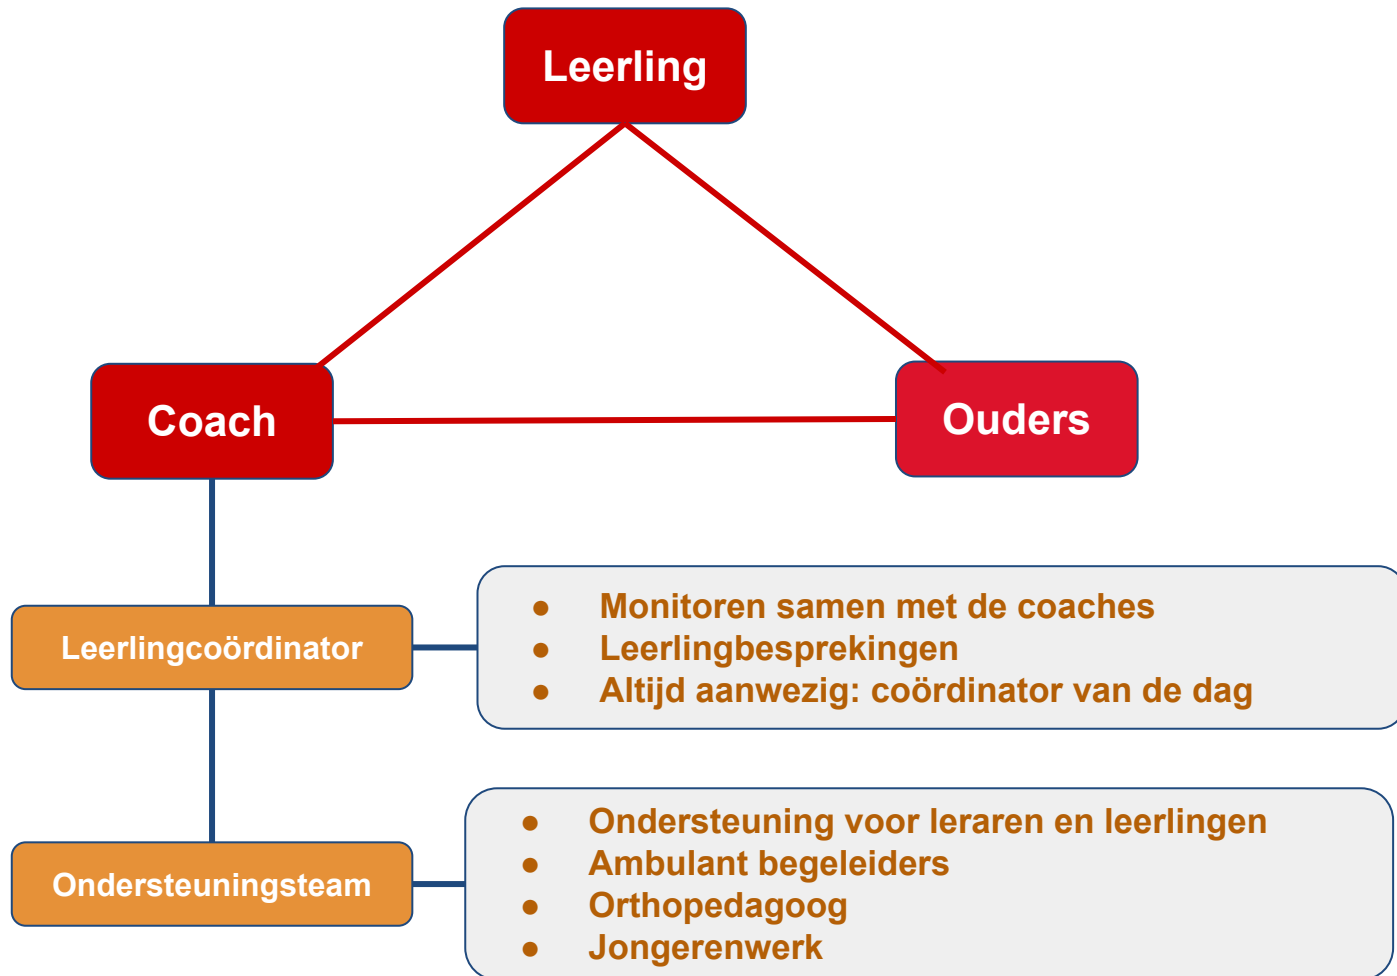 Leerling
Coach
Ouders
Leerlingcoördinator
● Monitoren samen met de coaches
● Leerlingbesprekingen
● Altijd aanwezig: coördinator van de dag
Ondersteuningsteam
● Ondersteuning voor leraren en leerlingen
● Ambulant begeleiders
● Orthopedagoog
● Jongerenwerk